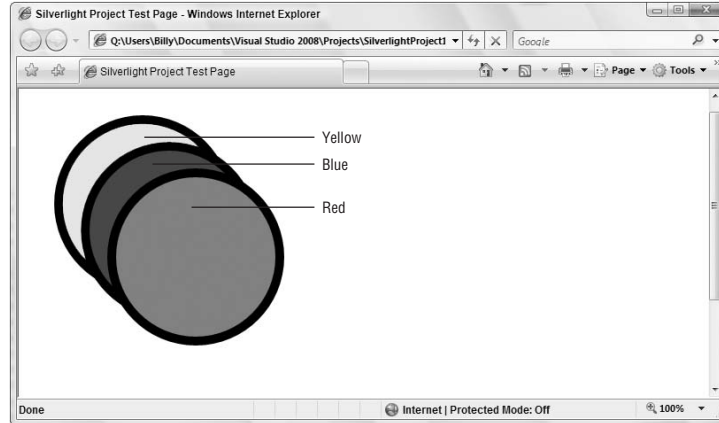 Silverlight Project Test Page - Windows Internet Explorer
Q:\Users\Billy\Documents\Visual Studio 2008\Projects\SilverlightProject1
Google
Silverlight Project Test Page
Page
Tools
Yellow
Blue
Red
Done
Internet | Protected Mode: Off
100%